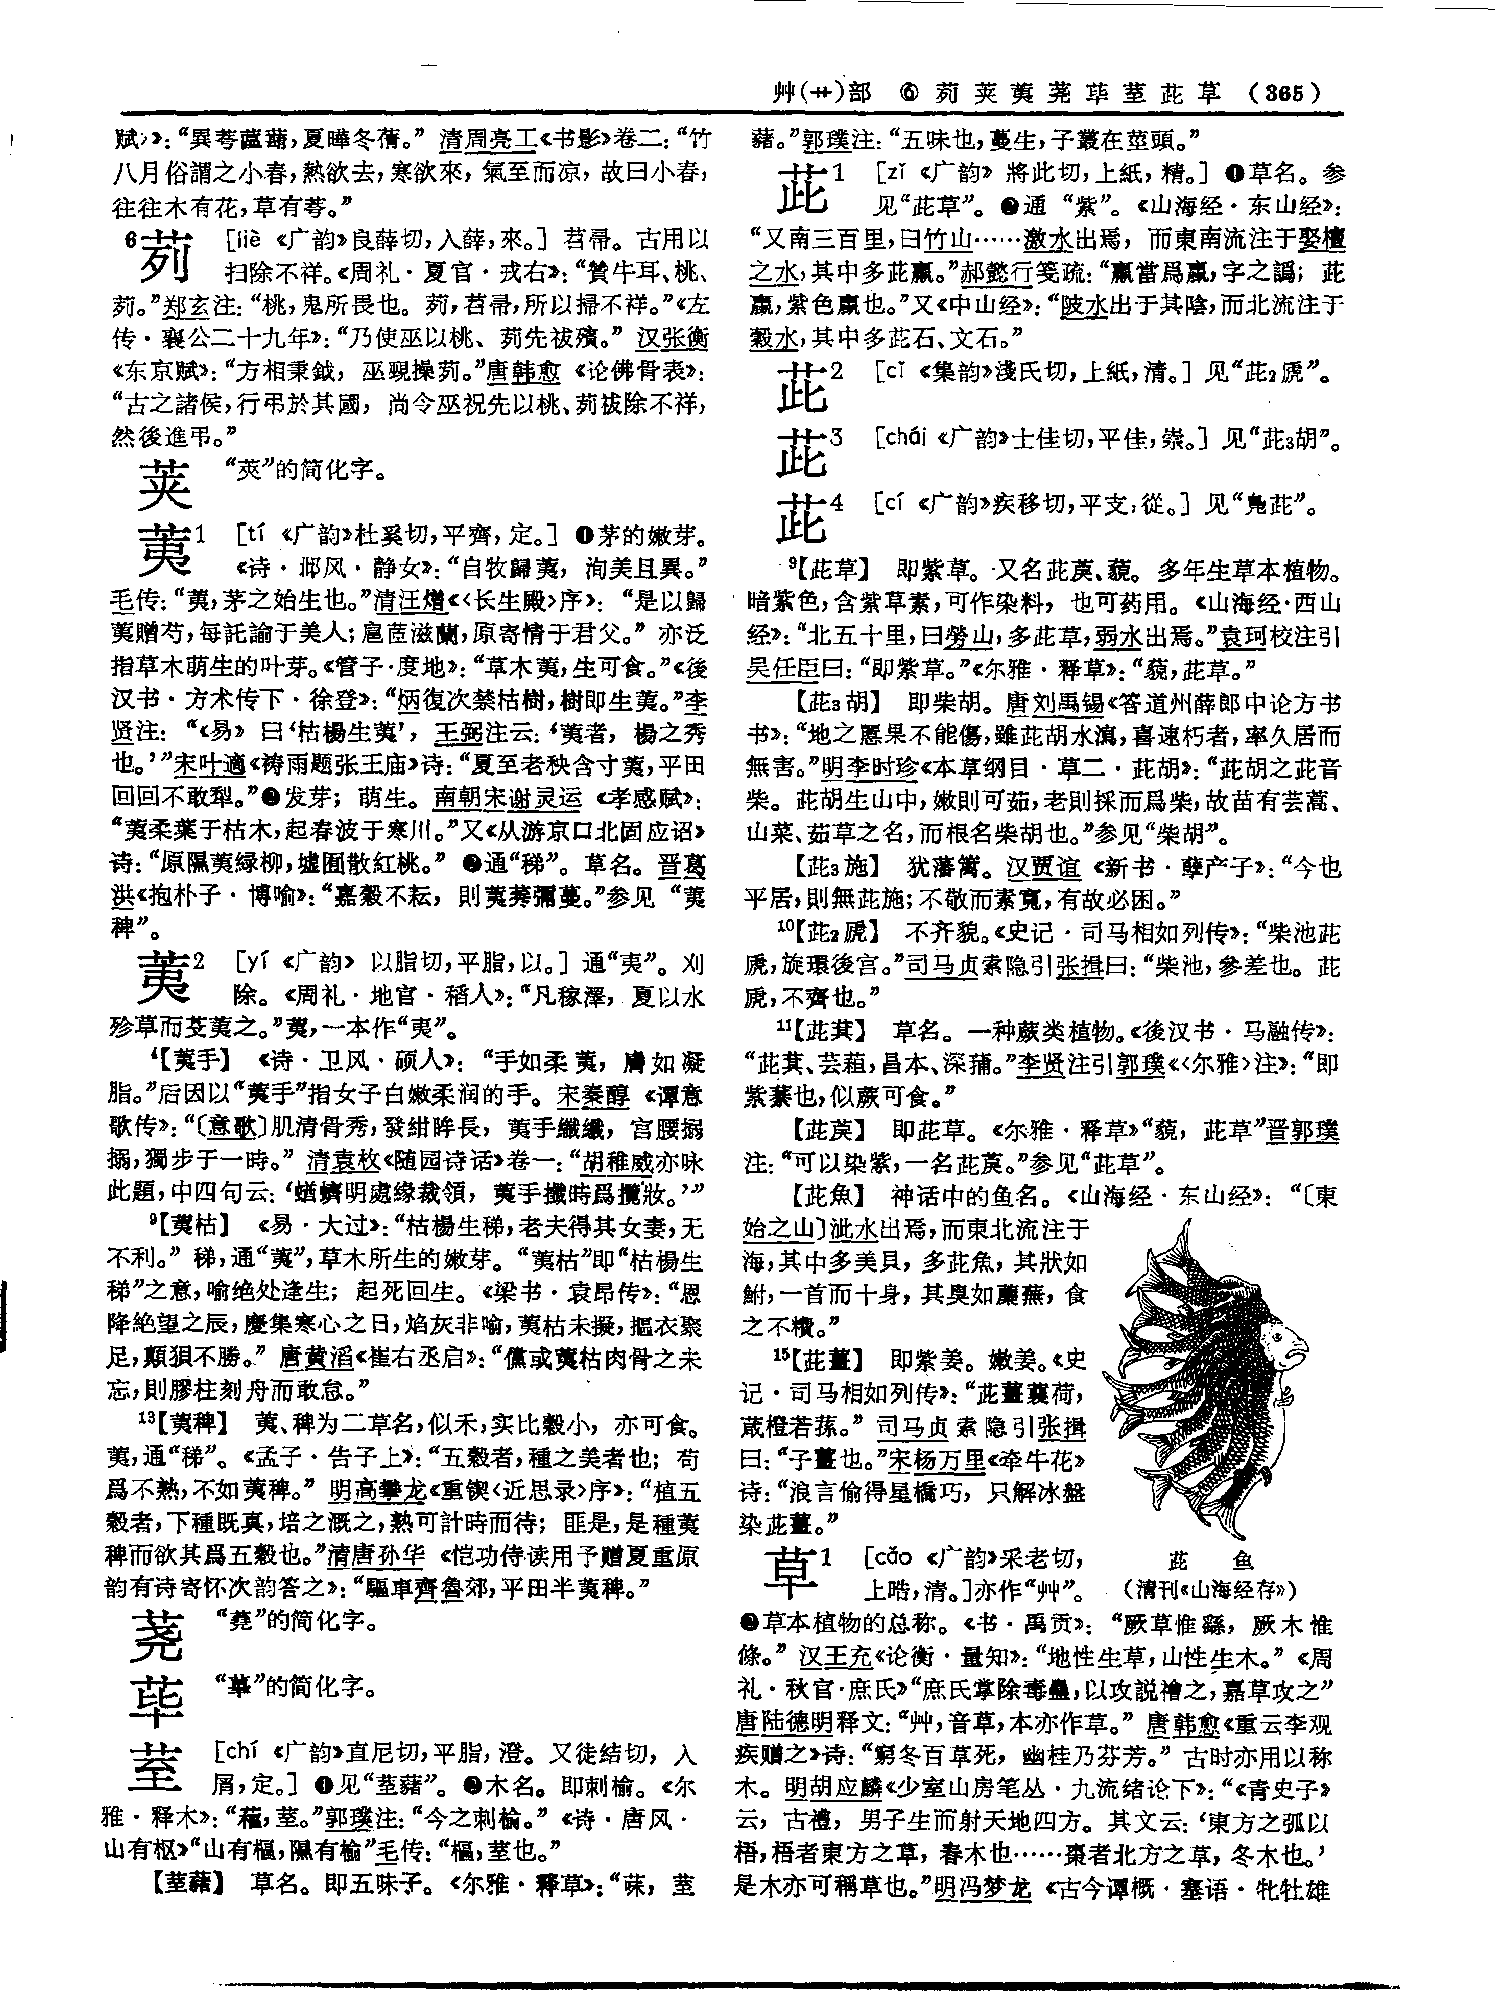 艸(艹)部 ⑥ 茢荚荑荛荜荎茈草 (365)
赋》:“異荂蓲蘛,夏曄冬蒨。” 清周亮工《书影》卷二:“竹
八月俗謂之小春,熱欲去,寒欲來,氣至而凉,故曰小春,
往往木有花,草有荂。”
6茢 [liè 《广韵》良薛切,入薛,來。] 苕帚。古用以
扫除不祥。《周礼·夏官·戎右》:“贊牛耳、桃、
茢。”郑玄注:“桃,鬼所畏也。茢,苕帚,所以掃不祥。”《左
传·襄公二十九年》:“乃使巫以桃、茢先祓殯。” 汉张衡
《东京赋》:“方相秉鉞,巫覡操茢。”唐韩愈《论佛骨表》:
“古之諸侯,行弔於其國,尚令巫祝先以桃、茢祓除不祥,
然後進弔。”
荚 “莢”的简化字。
荑1 [tí 《广韵》杜奚切,平齊,定。] ❶茅的嫩芽。
《诗·邶风·静女》:“自牧歸荑,洵美且異。”
毛传:“荑,茅之始生也。”清汪熷《〈长生殿〉序》:“是以歸
荑贈芍,每託諭于美人;扈茝滋蘭,原寄情于君父。” 亦泛
指草木萌生的叶芽。《管子·度地》:“草木荑,生可食。”《後
汉书·方术传下·徐登》:“炳復次禁枯樹,樹即生荑。”李
贤注:“《易》曰‘枯楊生荑’,王弼注云:‘荑者,楊之秀
也。’”宋叶適《祷雨题张王庙》诗:“夏至老秧含寸荑,平田
回回不敢犁。”❷发芽;萌生。南朝宋谢灵运《孝感赋》:
“荑柔葉于枯木,起春波于寒川。”又《从游京口北固应诏》
诗:“原隰荑緑柳,墟囿散紅桃。” ❸通“稊”。草名。晋葛
洪《抱朴子·博喻》:“嘉穀不耘,則荑莠彌蔓。”参见“荑
稗”。
荑2 [yí 《广韵》以脂切,平脂,以。] 通“夷”。刈
除。《周礼·地官·稻人》:“凡稼澤,夏以水
殄草而芟荑之。”荑,一本作“夷”。
4【荑手】 《诗·卫风·硕人》:“手如柔荑,膚如凝
脂。”后因以“荑手”指女子白嫩柔润的手。宋秦醇《谭意
歌传》:“〔意歌〕肌清骨秀,發紺眸長,荑手纖纖,宫腰搦
搦,獨步于一時。” 清袁枚《随园诗话》卷一:“胡稚威亦咏
此題,中四句云:‘蝤蠐明處緣裁領,荑手攕時爲攬妝。’”
9【荑枯】 《易·大过》:“枯楊生稊,老夫得其女妻,无
不利。” 稊,通“荑”,草木所生的嫩芽。“荑枯”即“枯楊生
稊”之意,喻绝处逢生;起死回生。《梁书·袁昂传》:“恩
降絶望之辰,慶集寒心之日,焰灰非喻,荑枯未擬,摳衣聚
足,顛狽不勝。” 唐黄滔《崔右丞启》:“儻或荑枯肉骨之未
忘,則膠柱刻舟而敢怠。”
13【荑稗】 荑、稗为二草名,似禾,实比穀小,亦可食。
荑,通“稊”。《孟子·告子上》:“五穀者,種之美者也;苟
爲不熟,不如荑稗。” 明高攀龙《重锲〈近思录〉序》:“植五
穀者,下種既真,培之溉之,熟可計時而待;匪是,是種荑
稗而欲其爲五穀也。”清唐孙华《恺功侍读用予赠夏重原
韵有诗寄怀次韵答之》:“驅車齊魯郊,平田半荑稗。”
荛 “蕘”的简化字。
荜 “蓽”的简化字。
荎 [chí 《广韵》直尼切,平脂,澄。又徒结切,入
屑,定。] ❶见“荎藸”。❷木名。即刺榆。《尔
雅·释木》:“藲,荎。”郭璞注:“今之刺榆。” 《诗·唐风·
山有枢》“山有樞,隰有榆”毛传:“樞,荎也。”
【荎藸】 草名。即五味子。《尔雅·释草》:“菋,荎
藸。”郭璞注:“五味也,蔓生,子叢在莖頭。”
茈1 [zǐ 《广韵》將此切,上紙,精。] ❶草名。参
见“茈草”。❷通“紫”。《山海经·东山经》:
“又南三百里,曰竹山……激水出焉,而東南流注于娶檀
之水,其中多茈蠃。”郝懿行笺疏:“蠃當爲蠃,字之譌;茈
蠃,紫色蠃也。”又《中山经》:“陂水出于其陰,而北流注于
穀水,其中多茈石、文石。”
茈2 [cǐ 《集韵》淺氏切,上紙,清。] 见“茈2虒”。
茈3 [chái 《广韵》士佳切,平佳,崇。] 见“茈3胡”。
茈4 [cí 《广韵》疾移切,平支,從。] 见“凫茈”。
9【茈草】 即紫草。又名茈䓞、藐。多年生草本植物。
暗紫色,含紫草素,可作染料,也可药用。《山海经·西山
经》:“北五十里,曰勞山,多茈草,弱水出焉。”袁珂校注引
吴任臣曰:“即紫草。”《尔雅·释草》:“藐,茈草。”
【茈3胡】 即柴胡。唐刘禹锡《答道州薛郎中论方书
书》:“地之慝果不能傷,雖茈胡水瀉,喜速朽者,率久居而
無害。”明李时珍《本草纲目·草二·茈胡》:“茈胡之茈音
柴。茈胡生山中,嫩則可茹,老則採而爲柴,故苗有芸蒿、
山菜、茹草之名,而根名柴胡也。”参见“柴胡”。
【茈3施】 犹藩篱。汉贾谊《新书·孽产子》:“今也
平居,則無茈施;不敬而素寬,有故必困。”
10【茈2虒】 不齐貌。《史记·司马相如列传》:“柴池茈
虒,旋環後宫。”司马贞索隐引张揖曰:“柴池,參差也。茈
虒,不齊也。”
11【茈萁】 草名。一种蕨类植物。《後汉书·马融传》:
“茈萁、芸蒩,昌本、深蒱。”李贤注引郭璞《〈尔雅〉注》:“即
紫藄也,似蕨可食。”
【茈䓞】 即茈草。《尔雅·释草》“藐,茈草”晋郭璞
注:“可以染紫,一名茈䓞。”参见“茈草”。
【茈魚】 神话中的鱼名。《山海经·东山经》:“〔東
始之山〕泚水出焉,而東北流注于
海,其中多美貝,多茈魚,其狀如
鮒,一首而十身,其臭如蘪蕪,食
之不𥡜。”
15【茈薑】 即紫姜。嫩姜。《史
记·司马相如列传》:“茈薑蘘荷,
葴橙若蓀。” 司马贞索隐引张揖
曰:“子薑也。”宋杨万里《牵牛花》
诗:“浪言偷得星橋巧,只解冰盤
染茈薑。”
茈 鱼
(清刊《山海经存》)
草1 [cǎo 《广韵》采老切,
上晧,清。]亦作“艸”。
❶草本植物的总称。《书·禹贡》:“厥草惟繇,厥木惟
條。” 汉王充《论衡·量知》:“地性生草,山性生木。” 《周
礼·秋官·庶氏》“庶氏掌除毒蠱,以攻説禬之,嘉草攻之”
唐陆德明释文:“艸,音草,本亦作草。” 唐韩愈《重云李观
疾赠之》诗:“窮冬百草死,幽桂乃芬芳。” 古时亦用以称
木。明胡应麟《少室山房笔丛·九流绪论下》:“《青史子》
云,古禮,男子生而射天地四方。其文云:‘東方之弧以
梧,梧者東方之草,春木也……棗者北方之草,冬木也。’
是木亦可稱草也。”明冯梦龙《古今谭概·塞语·牝牡雄